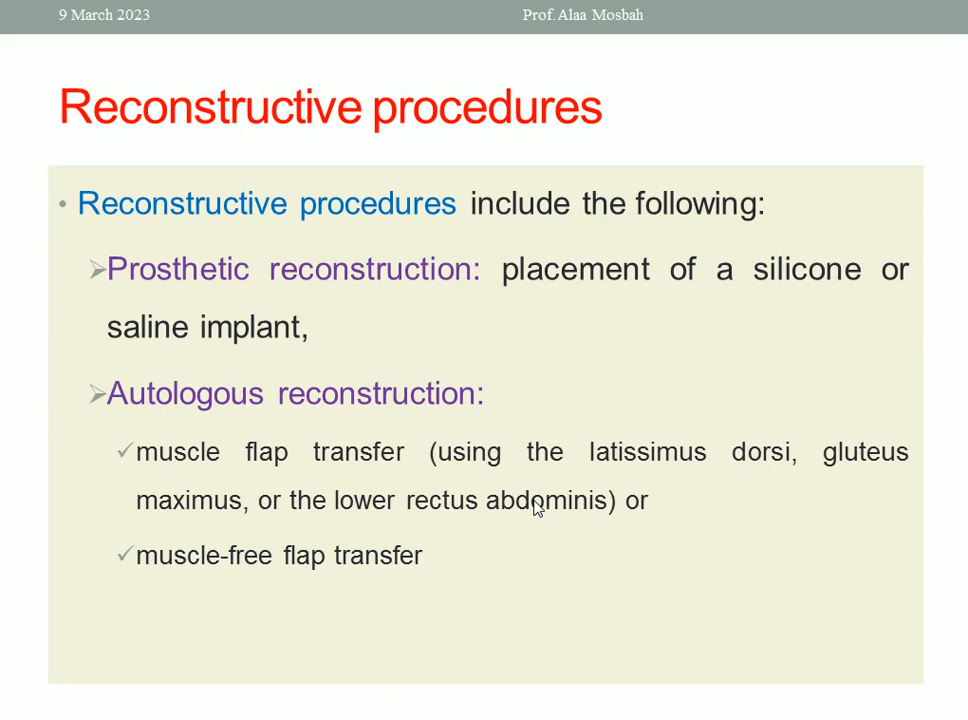 9 March 2023 Prof. Alaa Mosbah
Reconstructive procedures
• Reconstructive procedures include the following:
➢Prosthetic reconstruction: placement of a silicone or
saline implant,
➢Autologous reconstruction:
✓muscle flap transfer (using the latissimus dorsi, gluteus
maximus, or the lower rectus abdominis) or
✓muscle-free flap transfer